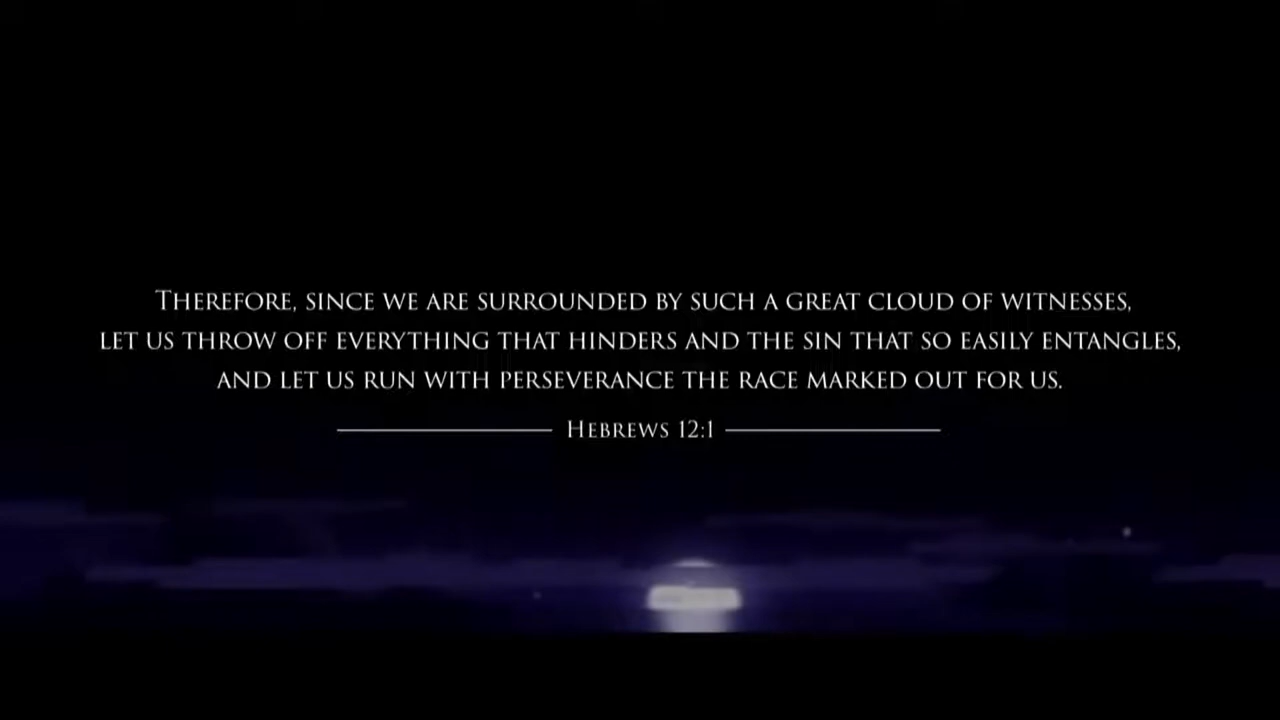 Therefore, since we are surrounded by such a great cloud of witnesses,
let us throw off everything that hinders and the sin that so easily entangles,
and let us run with perseverance the race marked out for us.
Hebrews 12:1